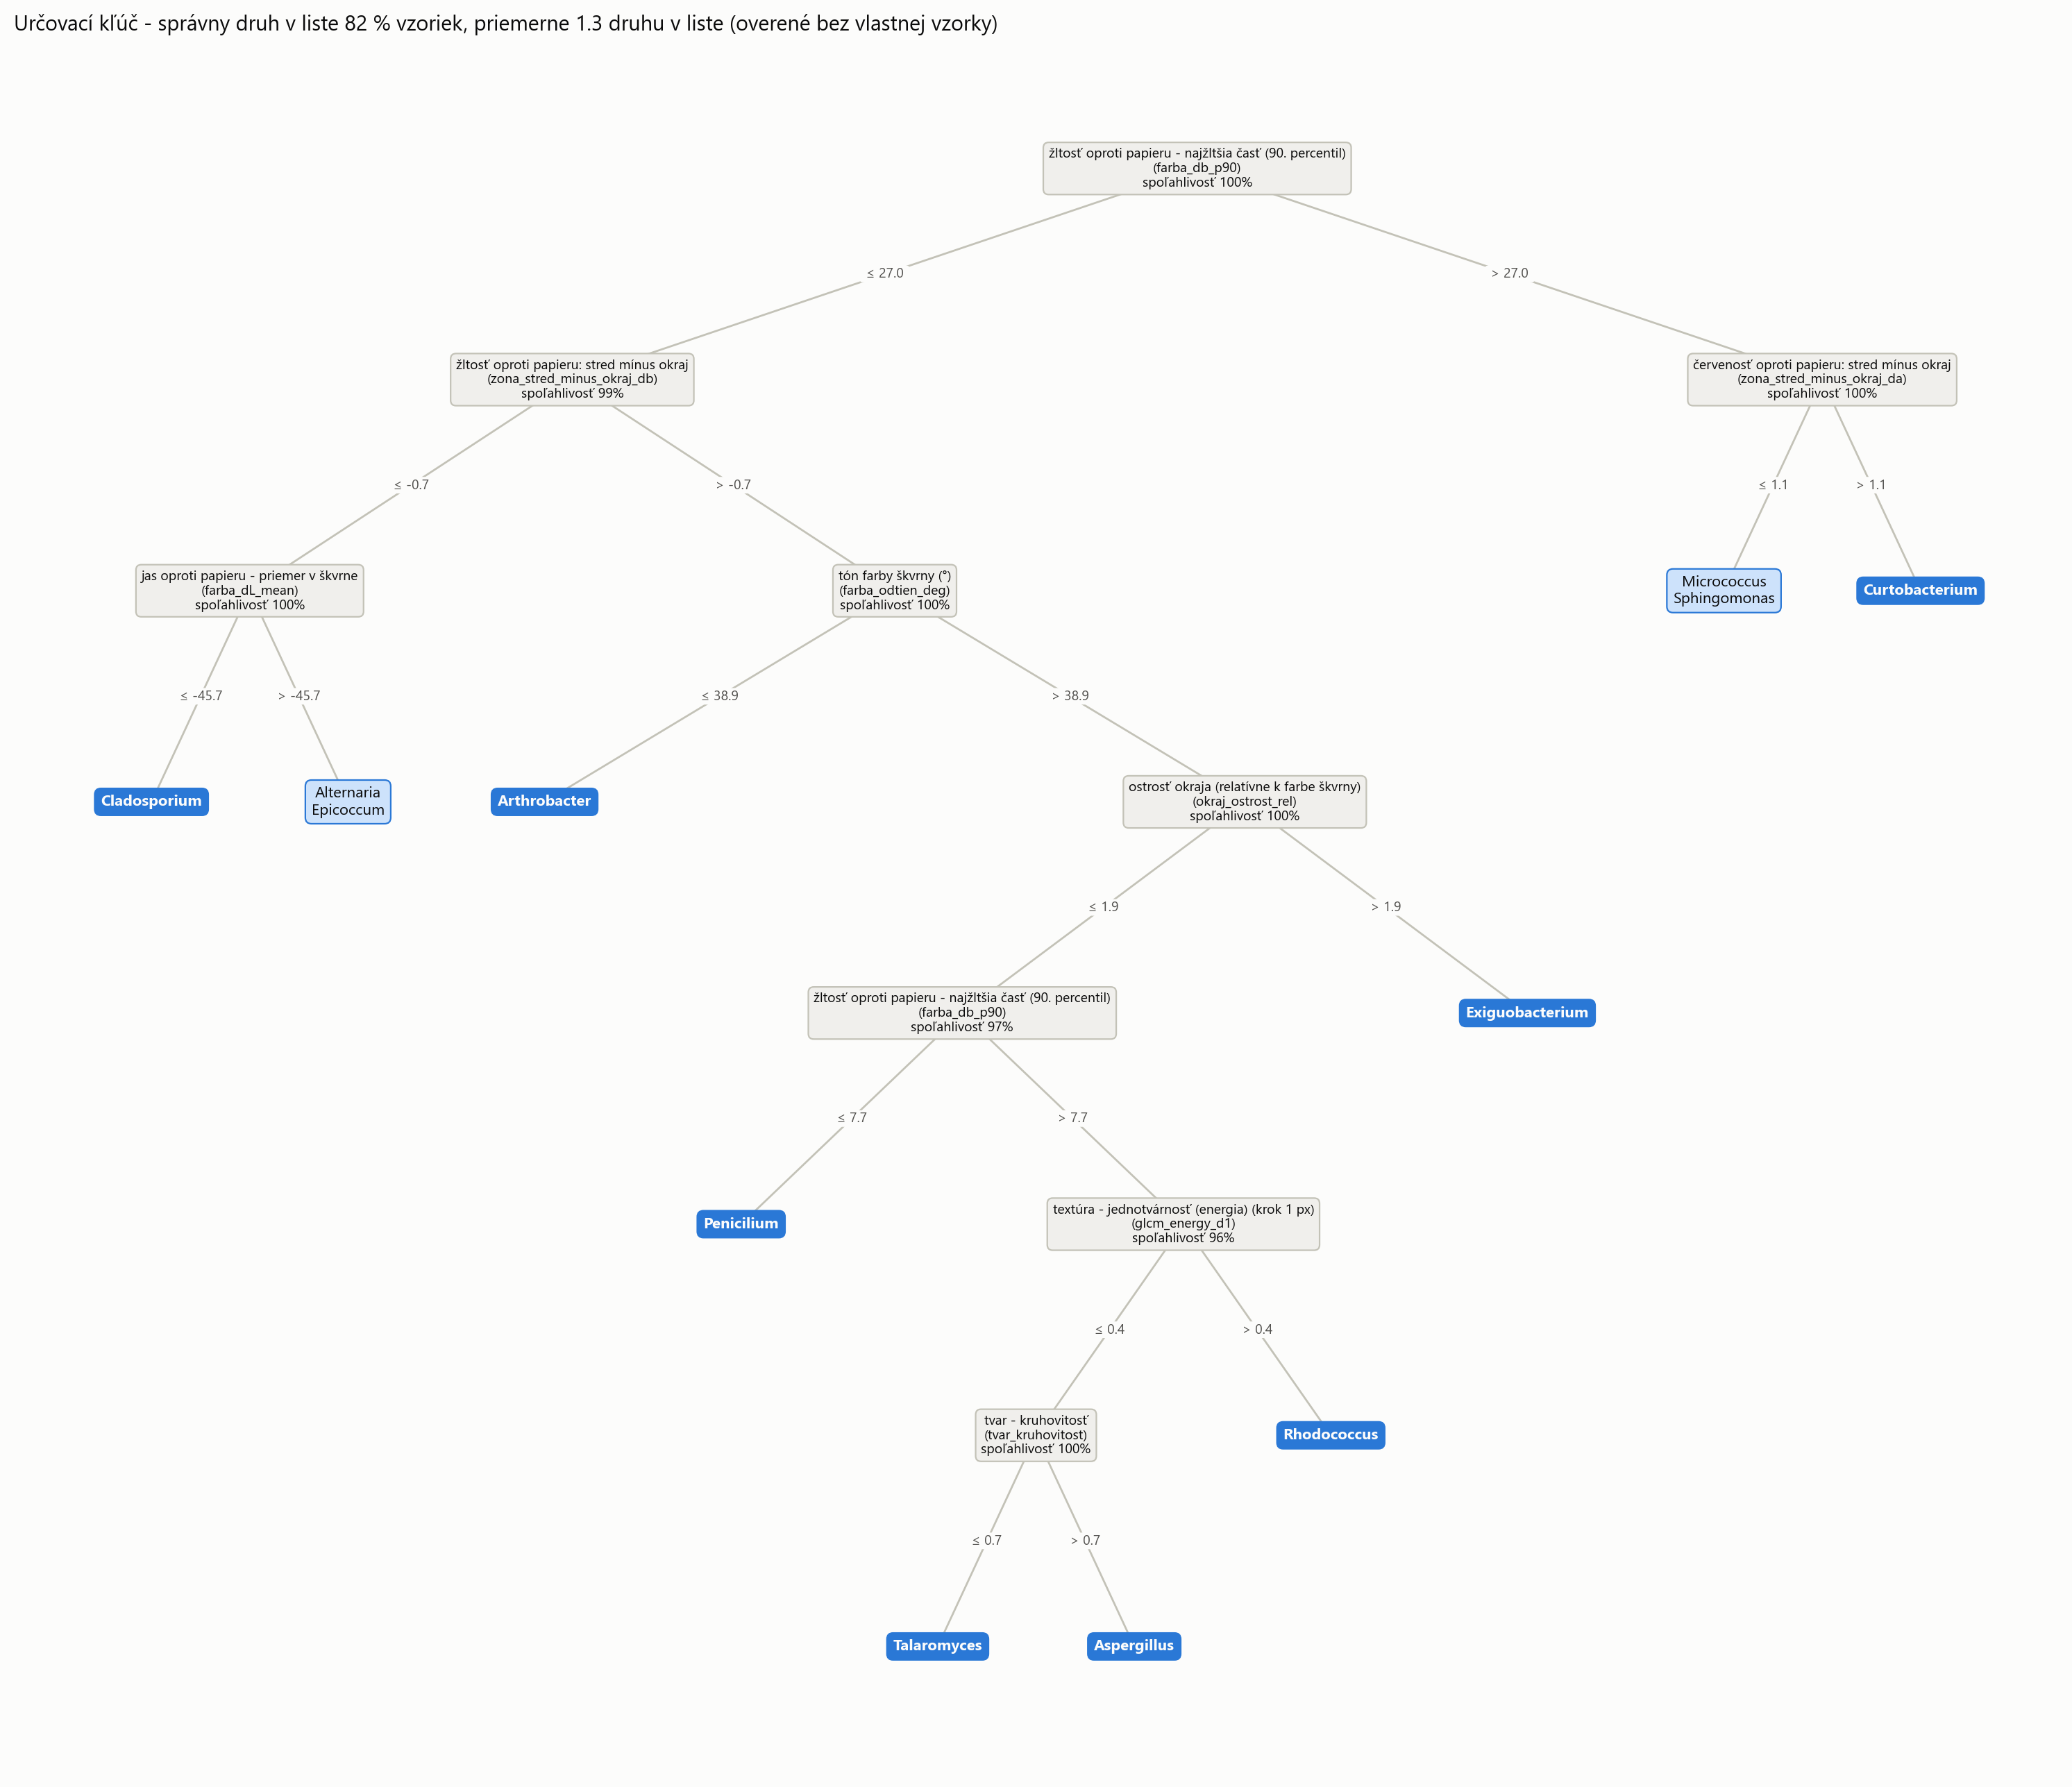 Určovací kľúč - správny druh v liste 82 % vzoriek, priemerne 1.3 druhu v liste (overené bez vlastnej vzorky)
žltosť oproti papieru - najžltšia časť (90. percentil)
(farba_db_p90)
spoľahlivosť 100%
≤ 27.0
> 27.0
žltosť oproti papieru: stred mínus okraj
(zona_stred_minus_okraj_db)
spoľahlivosť 99%
červenosť oproti papieru: stred mínus okraj
(zona_stred_minus_okraj_da)
spoľahlivosť 100%
≤ -0.7
> -0.7
≤ 1.1
> 1.1
jas oproti papieru - priemer v škvrne
(farba_dL_mean)
spoľahlivosť 100%
tón farby škvrny (°)
(farba_odtien_deg)
spoľahlivosť 100%
Micrococcus
Sphingomonas
Curtobacterium
≤ -45.7
> -45.7
≤ 38.9
> 38.9
Cladosporium
Alternaria
Epicoccum
Arthrobacter
ostrosť okraja (relatívne k farbe škvrny)
(okraj_ostrost_rel)
spoľahlivosť 100%
≤ 1.9
> 1.9
žltosť oproti papieru - najžltšia časť (90. percentil)
(farba_db_p90)
spoľahlivosť 97%
Exiguobacterium
≤ 7.7
> 7.7
Penicilium
textúra - jednotvárnosť (energia) (krok 1 px)
(glcm_energy_d1)
spoľahlivosť 96%
≤ 0.4
> 0.4
tvar - kruhovitosť
(tvar_kruhovitost)
spoľahlivosť 100%
Rhodococcus
≤ 0.7
> 0.7
Talaromyces
Aspergillus